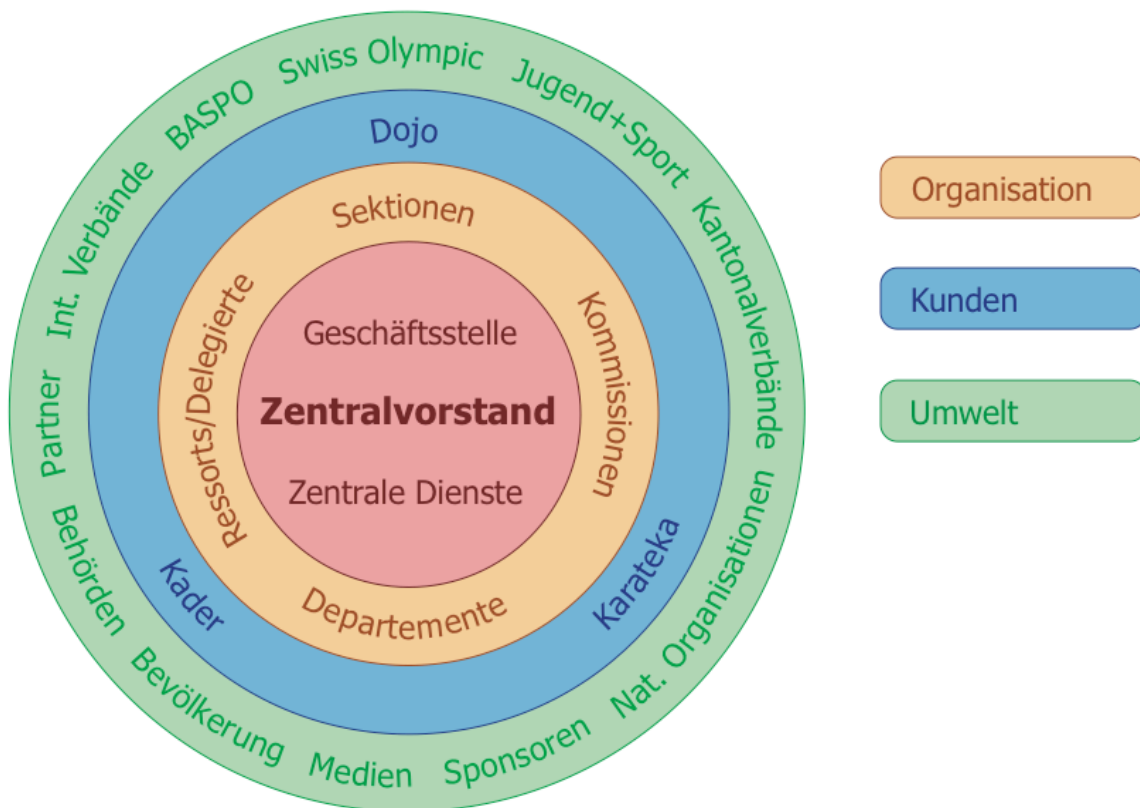 Swiss Olympic
Jugend+Sport
Kantonalverbände
Nat. Organisationen
Sponsoren
Medien
Bevölkerung
Behörden
Partner
Int. Verbände
BASPO
Dojo
Karateka
Kader
Sektionen
Kommissionen
Departemente
Ressorts/Delegierte
Geschäftsstelle
Zentralvorstand
Zentrale Dienste
Organisation
Kunden
Umwelt